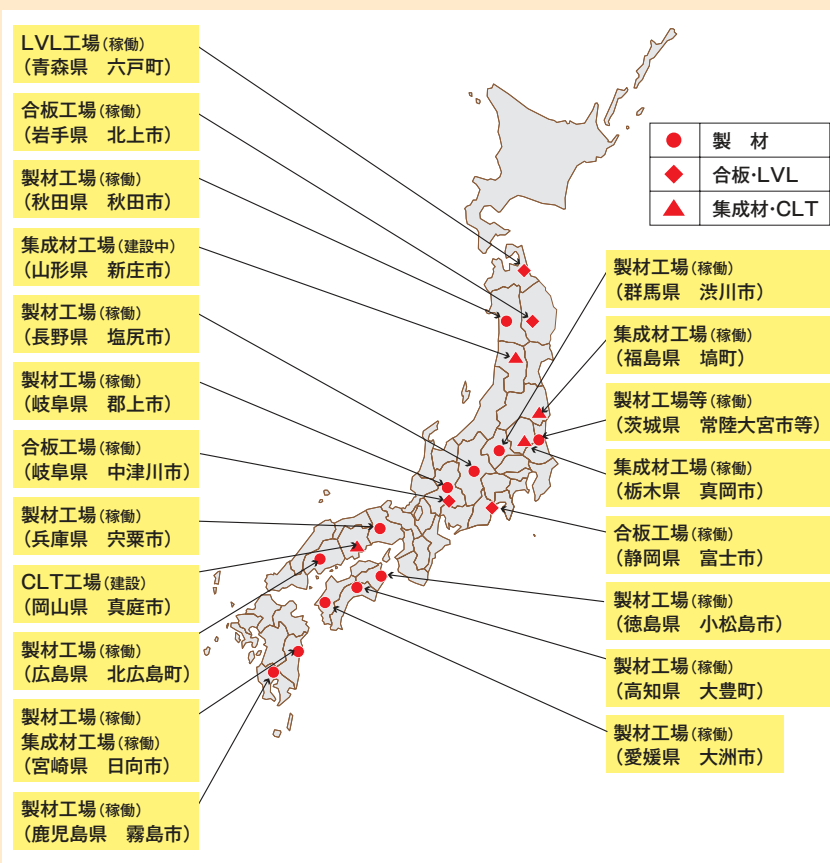 LVL工場(稼働)
(青森県 六戸町)
合板工場(稼働)
(岩手県 北上市)
製材工場(稼働)
(秋田県 秋田市)
集成材工場(建設中)
(山形県 新庄市)
製材工場(稼働)
(長野県 塩尻市)
製材工場(稼働)
(岐阜県 郡上市)
合板工場(稼働)
(岐阜県 中津川市)
製材工場(稼働)
(兵庫県 宍粟市)
CLT工場(建設)
(岡山県 真庭市)
製材工場(稼働)
(広島県 北広島町)
製材工場(稼働)
集成材工場(稼働)
(宮崎県 日向市)
製材工場(稼働)
(鹿児島県 霧島市)
製 材
合板・LVL
集成材・CLT
製材工場(稼働)
(群馬県 渋川市)
集成材工場(稼働)
(福島県 塙町)
製材工場等(稼働)
(茨城県 常陸大宮市等)
集成材工場(稼働)
(栃木県 真岡市)
合板工場(稼働)
(静岡県 富士市)
製材工場(稼働)
(徳島県 小松島市)
製材工場(稼働)
(高知県 大豊町)
製材工場(稼働)
(愛媛県 大洲市)